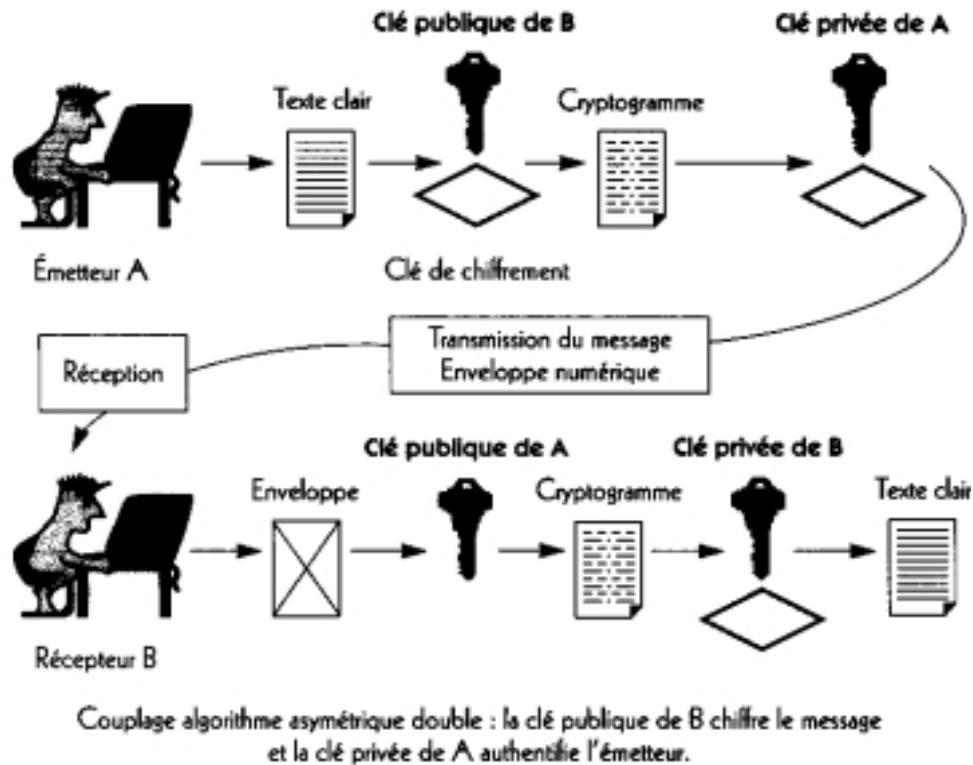 Clé publique de B
Clé privée de A
Texte clair
Cryptogramme
Émetteur A
Clé de chiffrement
Transmission du message
Enveloppe numérique
Réception
Clé publique de A
Clé privée de B
Enveloppe
Cryptogramme
Texte clair
Récepteur B
Couplage algorithme asymétrique double : la clé publique de B chiffre le message
et la clé privée de A authentifie l'émetteur.